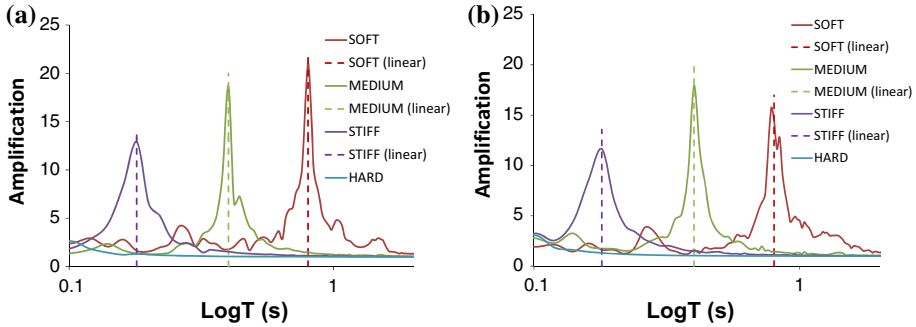 (a)
25
20
15
10
5
0
Amplification
0.1
1
LogT (s)
SOFT
SOFT (linear)
MEDIUM
MEDIUM (linear)
STIFF
STIFF (linear)
HARD
(b)
25
20
15
10
5
0
Amplification
0.1
1
LogT (s)
SOFT
SOFT (linear)
MEDIUM
MEDIUM (linear)
STIFF
STIFF (linear)
HARD